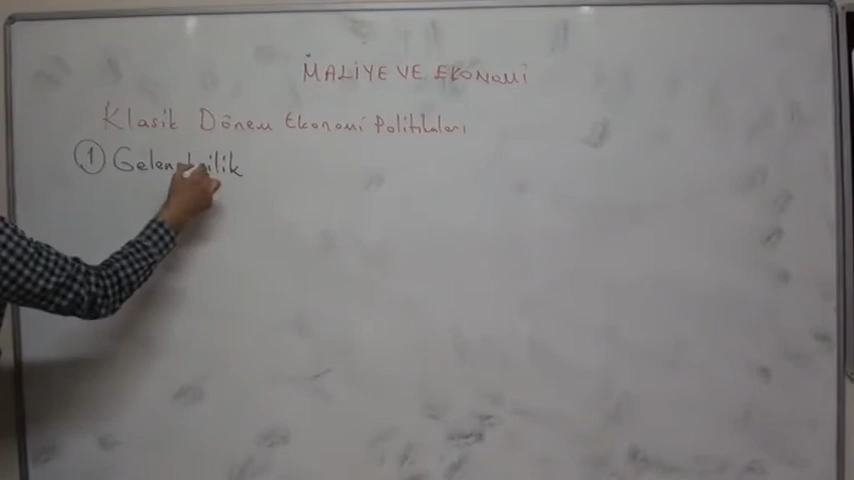 MALİYE VE EKONOMİ
Klasik Dönem Ekonomi Politikaları
1 Gelenekçilik